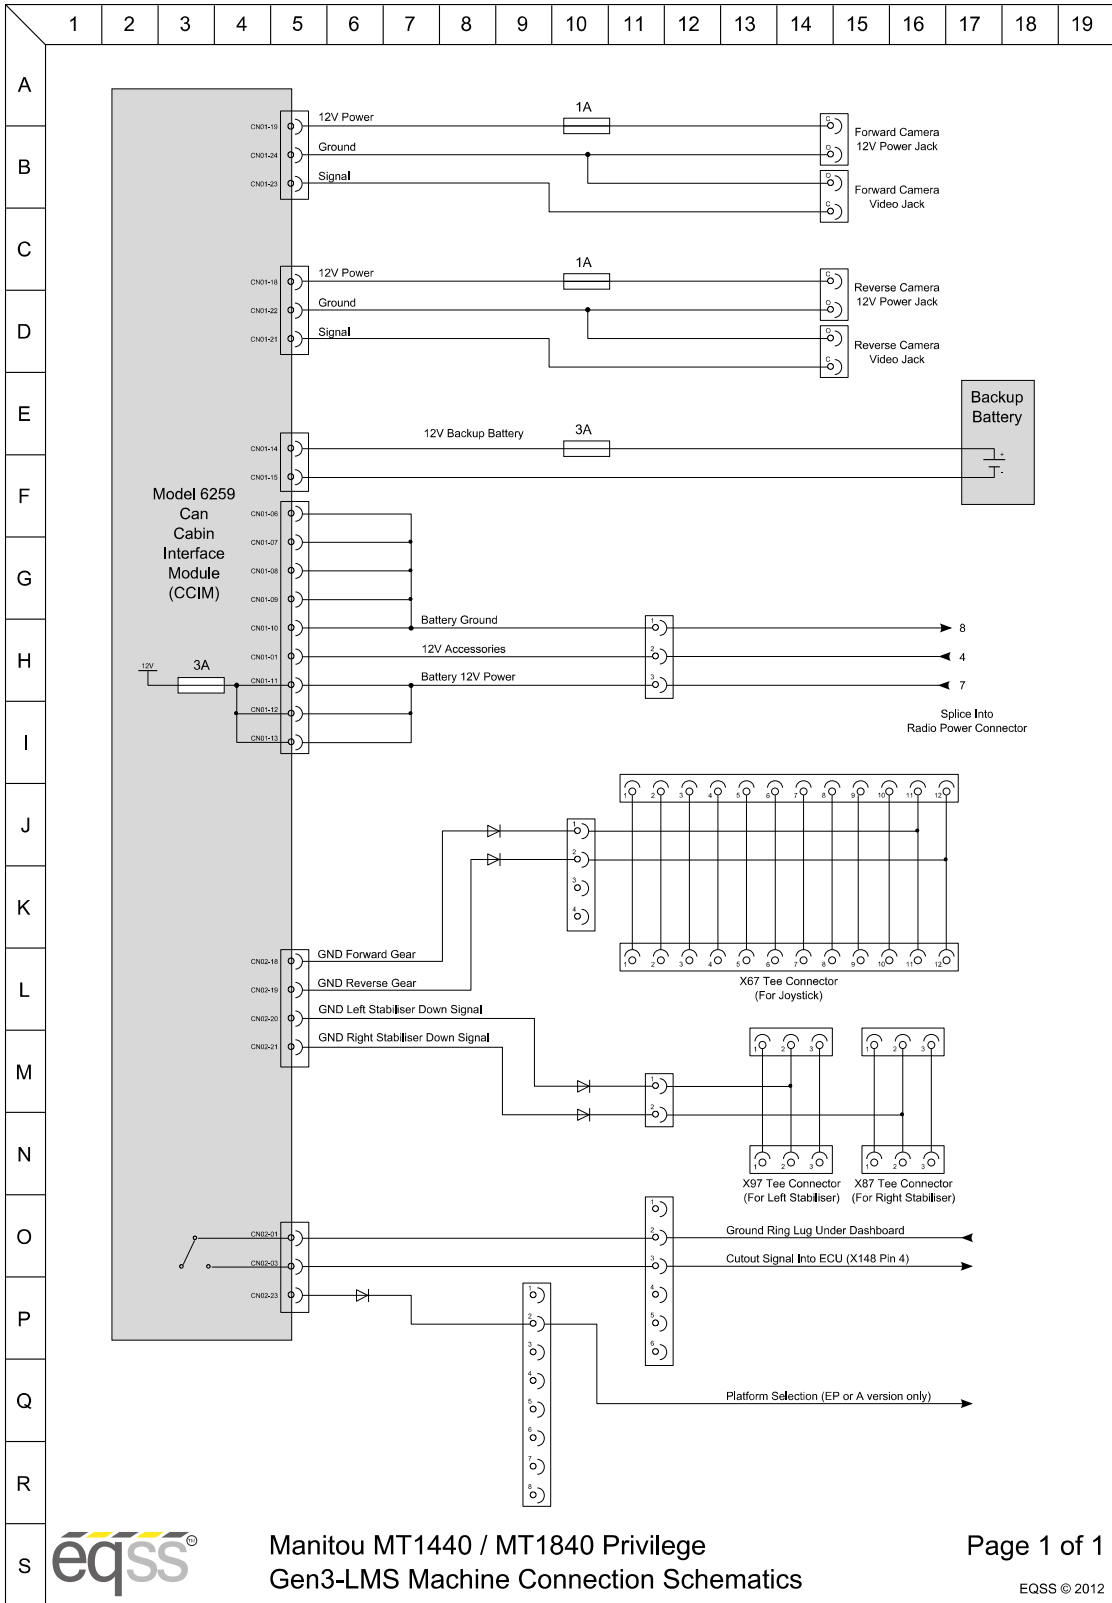 1 2 3 4 5 6 7 8 9 10 11 12 13 14 15 16 17 18 19
A
B
C
D
E
F
G
H
I
J
K
L
M
N
O
P
Q
R
S
Model 6259
Can
Cabin
Interface
Module
(CCIM)
CN01-19 12V Power 1A C
CN01-24 Ground O
Forward Camera
12V Power Jack
CN01-23 Signal O
C
Forward Camera
Video Jack
CN01-18 12V Power 1A C
CN01-22 Ground O
Reverse Camera
12V Power Jack
CN01-21 Signal O
C
Reverse Camera
Video Jack
Backup
Battery
+
-
CN01-14 12V Backup Battery 3A
CN01-15
CN01-06
CN01-07
CN01-08
CN01-09
CN01-10 Battery Ground 1 8
CN01-01 12V Accessories 2 4
12V 3A CN01-11 Battery 12V Power 3 7
CN01-12
CN01-13
Splice Into
Radio Power Connector
1 2 3 4 5 6 7 8 9 10 11 12
1
2
3
4
1 2 3 4 5 6 7 8 9 10 11 12
X67 Tee Connector
(For Joystick)
CN02-18 GND Forward Gear
CN02-19 GND Reverse Gear
CN02-20 GND Left Stabiliser Down Signal
CN02-21 GND Right Stabiliser Down Signal
1 2 3 1 2 3
1
2
1 2 3 1 2 3
X97 Tee Connector
(For Left Stabiliser)
X87 Tee Connector
(For Right Stabiliser)
1
CN02-01 2 Ground Ring Lug Under Dashboard
CN02-03 3 Cutout Signal Into ECU (X148 Pin 4)
CN02-23
4
5
6
1
2
3
4
5
6
7
8
Platform Selection (EP or A version only)
eqss®
Manitou MT1440 / MT1840 Privilege
Gen3-LMS Machine Connection Schematics
Page 1 of 1
EQSS © 2012